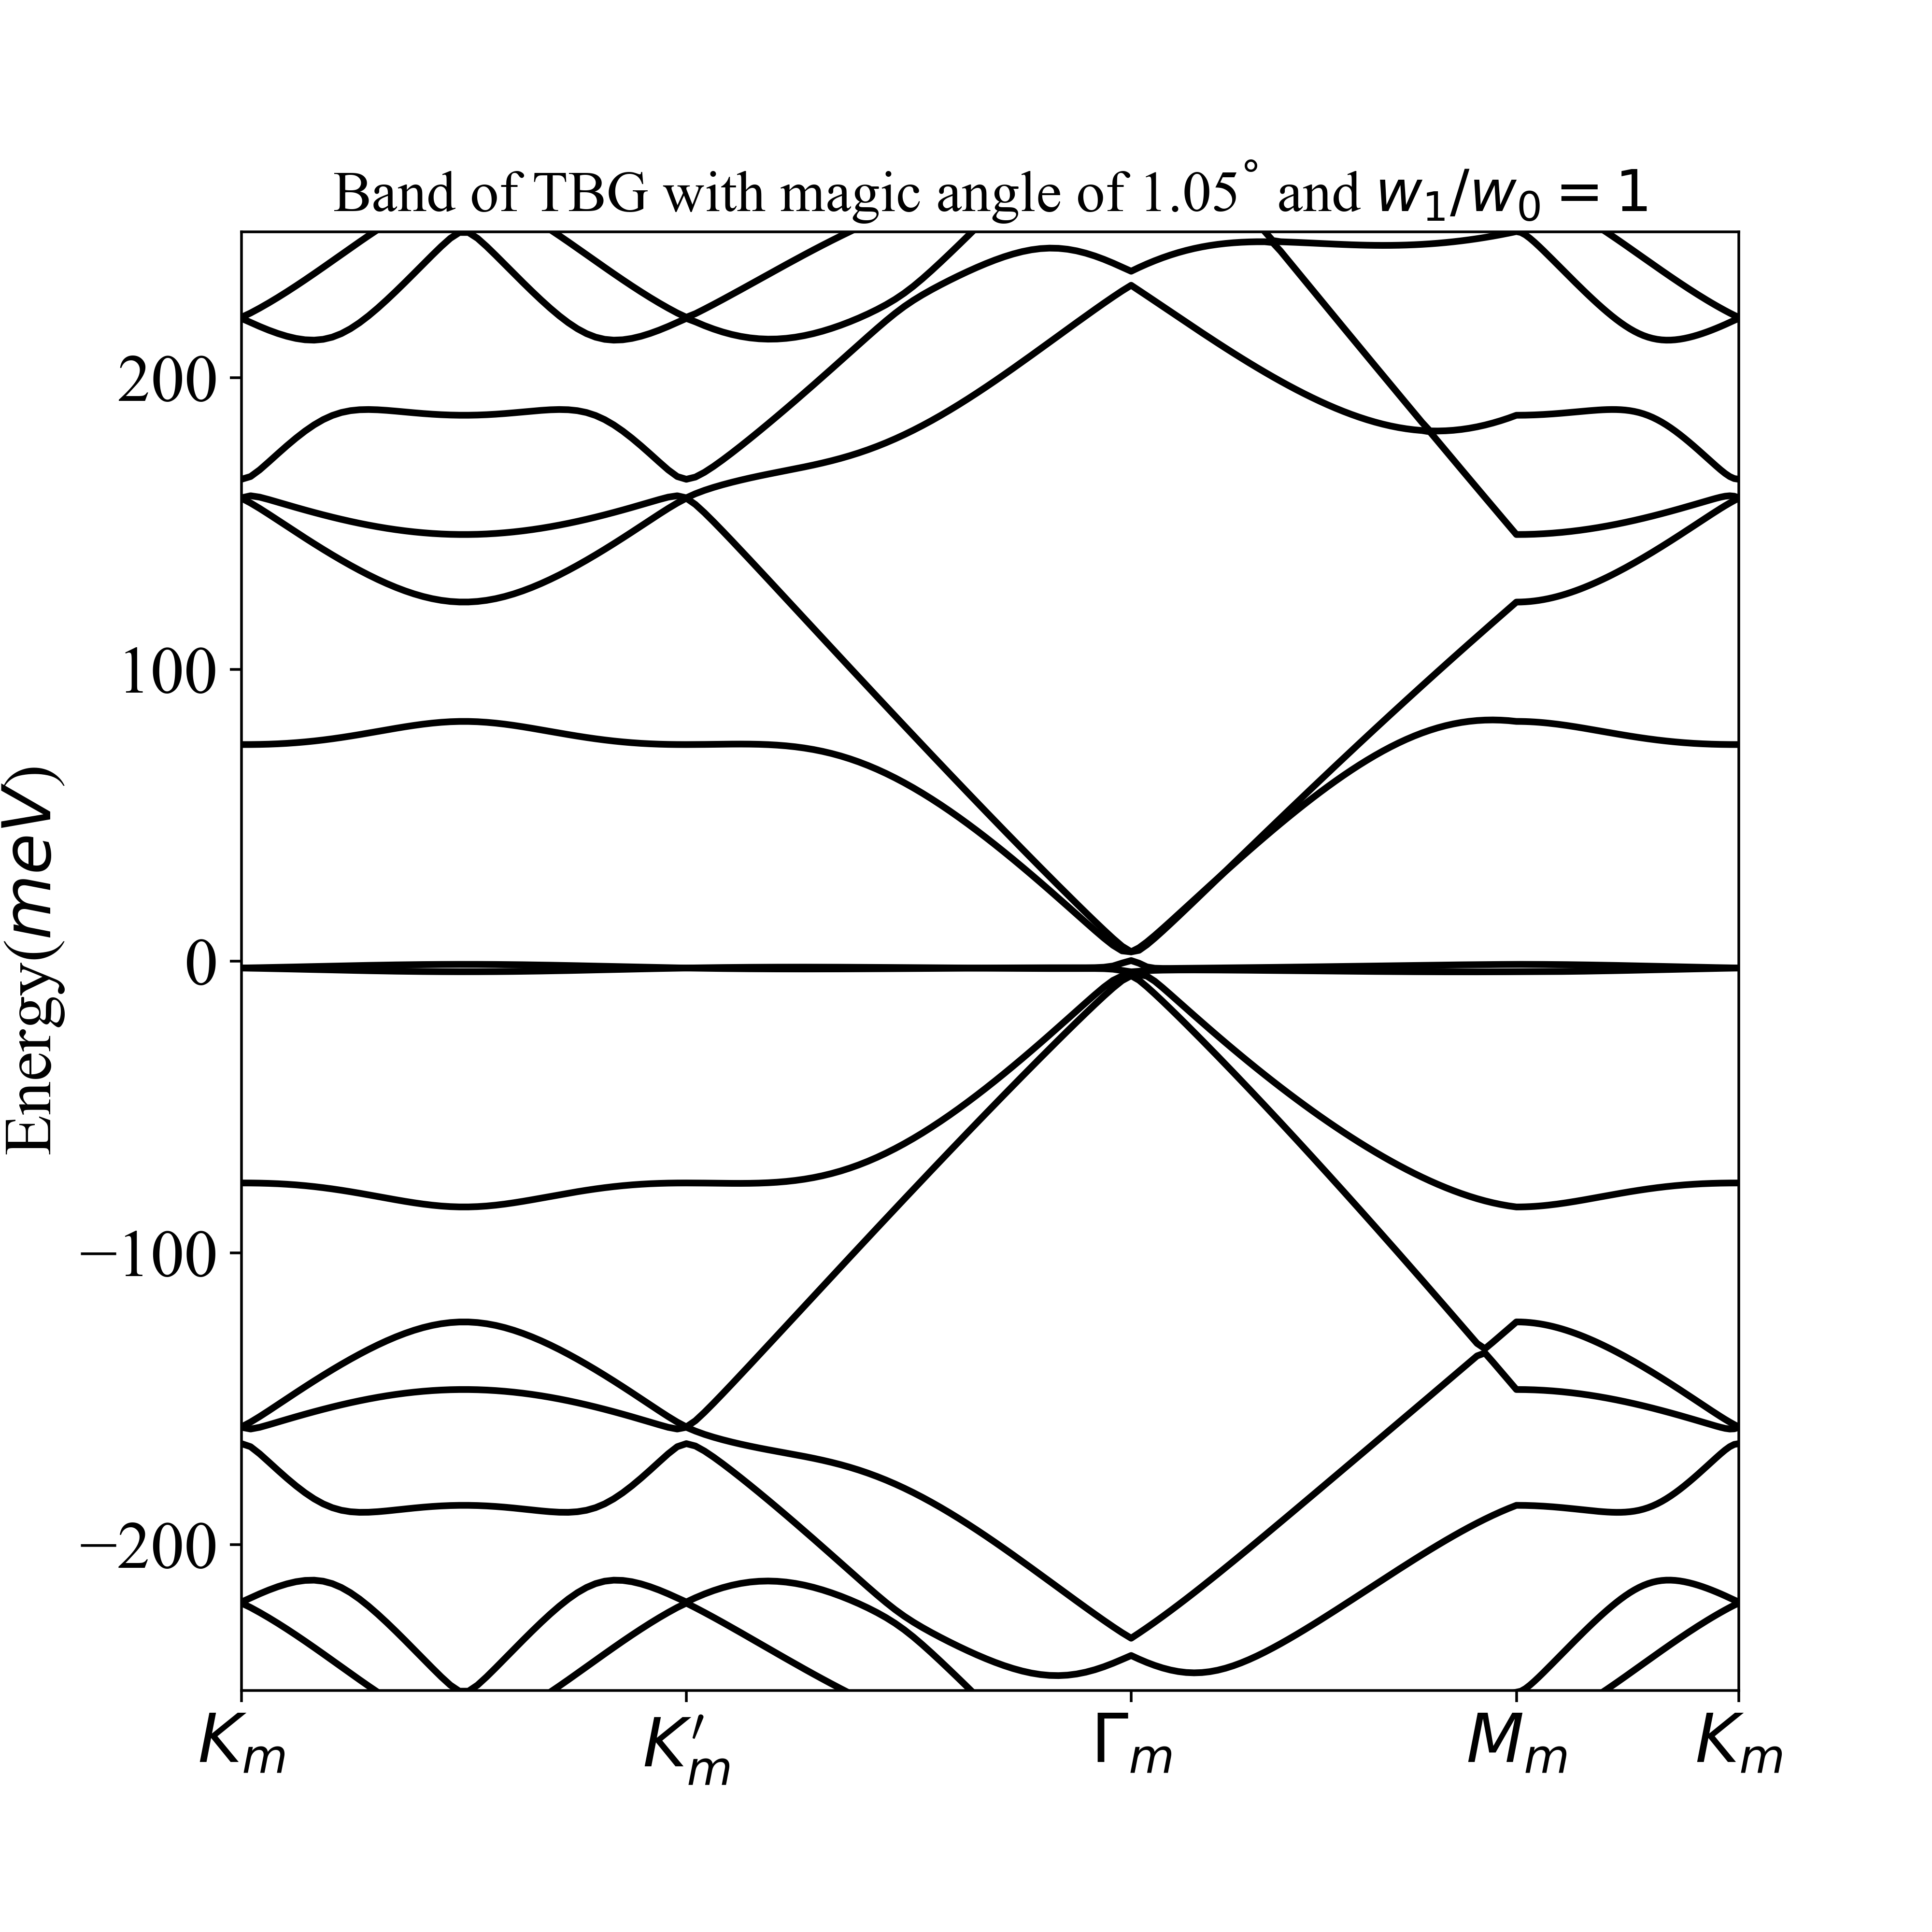 Band of TBG with magic angle of 1.05° and w₁/w₀ = 1
Energy(meV)
200
100
0
−100
−200
Kₘ K′ₘ Γₘ Mₘ Kₘ